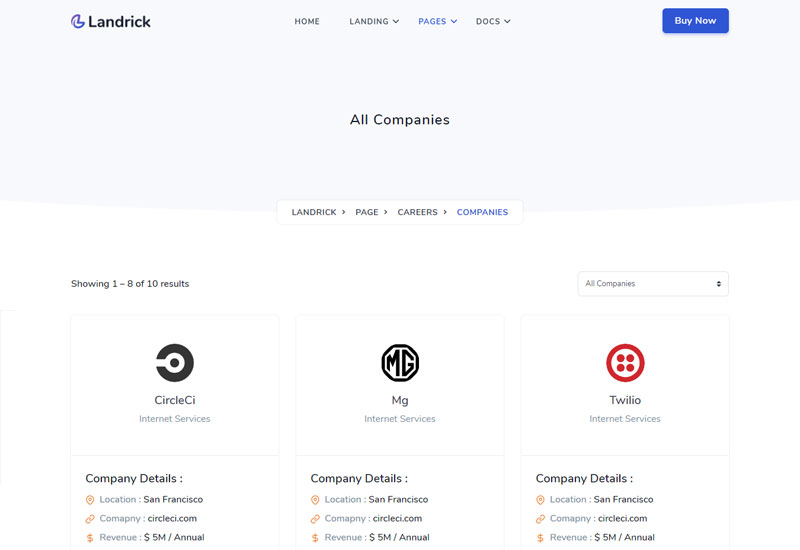 Landrick HOME LANDING PAGES DOCS Buy Now
All Companies
LANDRICK PAGE CAREERS COMPANIES
Showing 1 – 8 of 10 results All Companies
MG
CircleCi Mg Twilio
Internet Services Internet Services Internet Services
Company Details : Company Details : Company Details :
Location : San Francisco Location : San Francisco Location : San Francisco
Comapny : circleci.com Comapny : circleci.com Comapny : circleci.com
Revenue : $ 5M / Annual Revenue : $ 5M / Annual Revenue : $ 5M / Annual